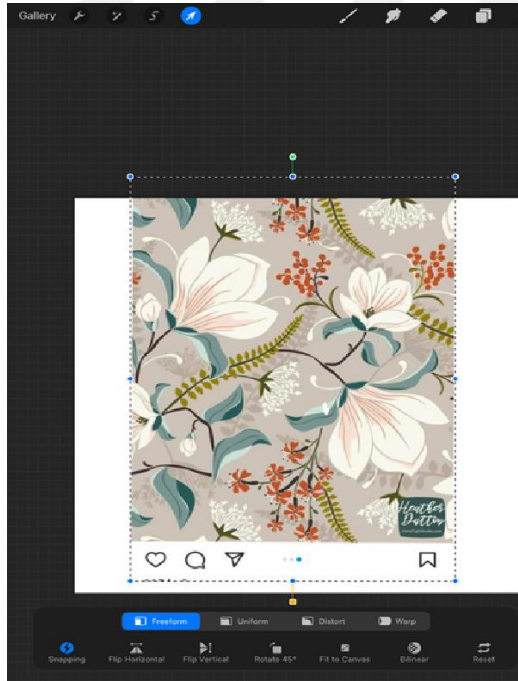 Gallery
Heather
Dutton
Freeform Uniform Distort Warp
Snapping Flip Horizontal Flip Vertical Rotate 45° Fit to Canvas Bilinear Reset